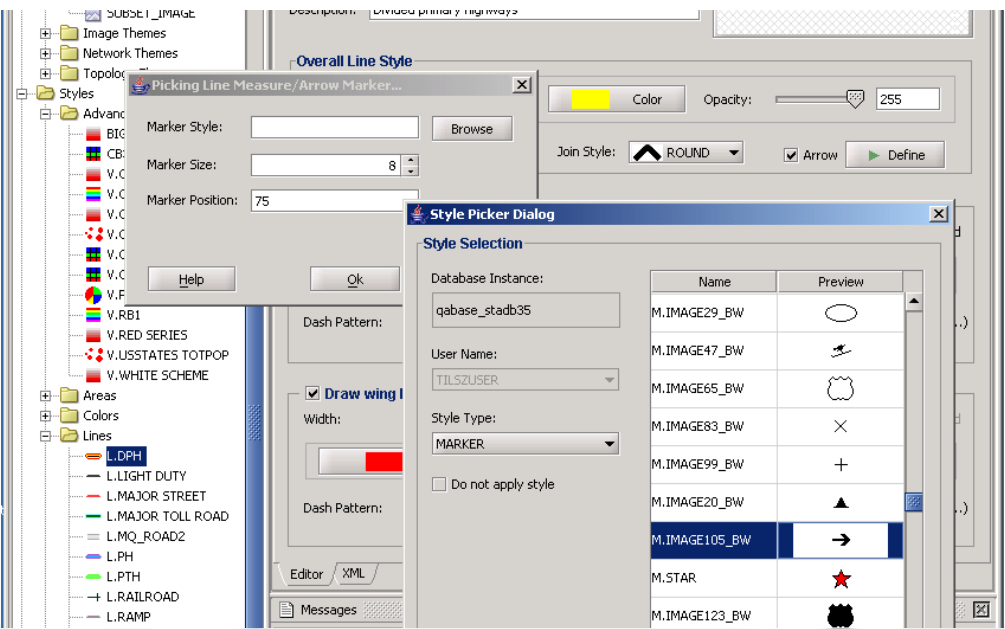 SUBSET_IMAGE
Image Themes
Network Themes
Styles
Areas
Colors
Lines
V.RB1
V.RED SERIES
V.USSTATES TOTPOP
V.WHITE SCHEME
L.DPH
L.LIGHT DUTY
L.MAJOR STREET
L.MAJOR TOLL ROAD
L.MQ_ROAD2
L.PH
L.PTH
L.RAILROAD
L.RAMP
Description: Divided primary highways
Overall Line Style
Color Opacity: 255
Join Style: ROUND Arrow Define
Picking Line Measure/Arrow Marker...
Marker Style: Browse
Marker Size: 8
Marker Position: 75
Help Ok
Dash Pattern:
Draw wing
Width:
Dash Pattern:
Editor XML
Messages
Style Picker Dialog
Style Selection
Database Instance:
qabase_stadb35
User Name:
TILSZUSER
Style Type:
MARKER
Do not apply style
Name Preview
M.IMAGE29_BW
M.IMAGE47_BW
M.IMAGE65_BW
M.IMAGE83_BW
M.IMAGE99_BW
M.IMAGE20_BW
M.IMAGE105_BW
M.STAR
M.IMAGE123_BW
..)
..)